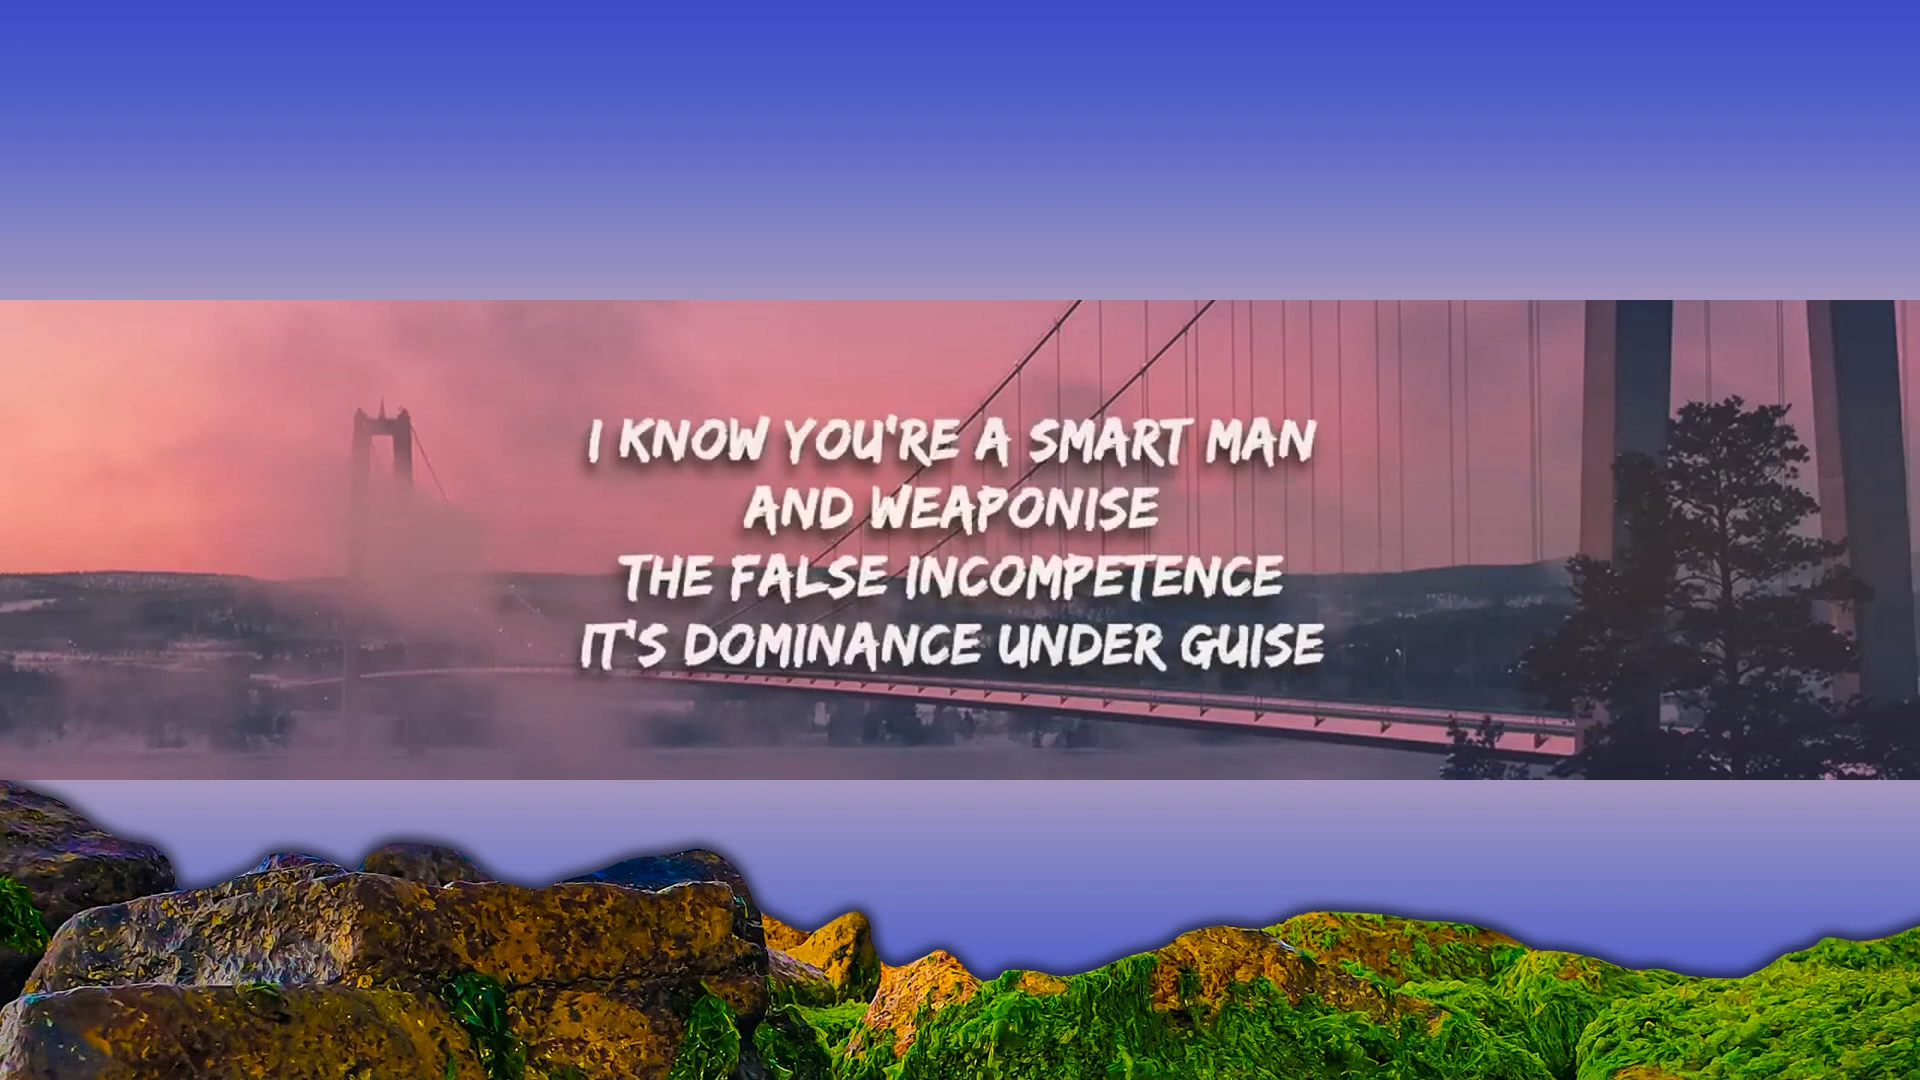 I KNOW YOU'RE A SMART MAN
AND WEAPONISE
THE FALSE INCOMPETENCE
IT'S DOMINANCE UNDER GUISE